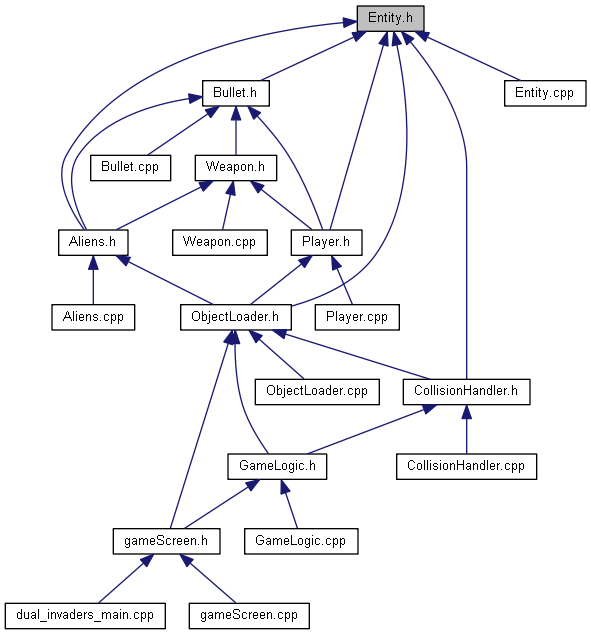 Entity.h
Bullet.h
Entity.cpp
Bullet.cpp
Weapon.h
Aliens.h
Weapon.cpp
Player.h
Aliens.cpp
ObjectLoader.h
Player.cpp
ObjectLoader.cpp
CollisionHandler.h
GameLogic.h
CollisionHandler.cpp
gameScreen.h
GameLogic.cpp
dual_invaders_main.cpp
gameScreen.cpp